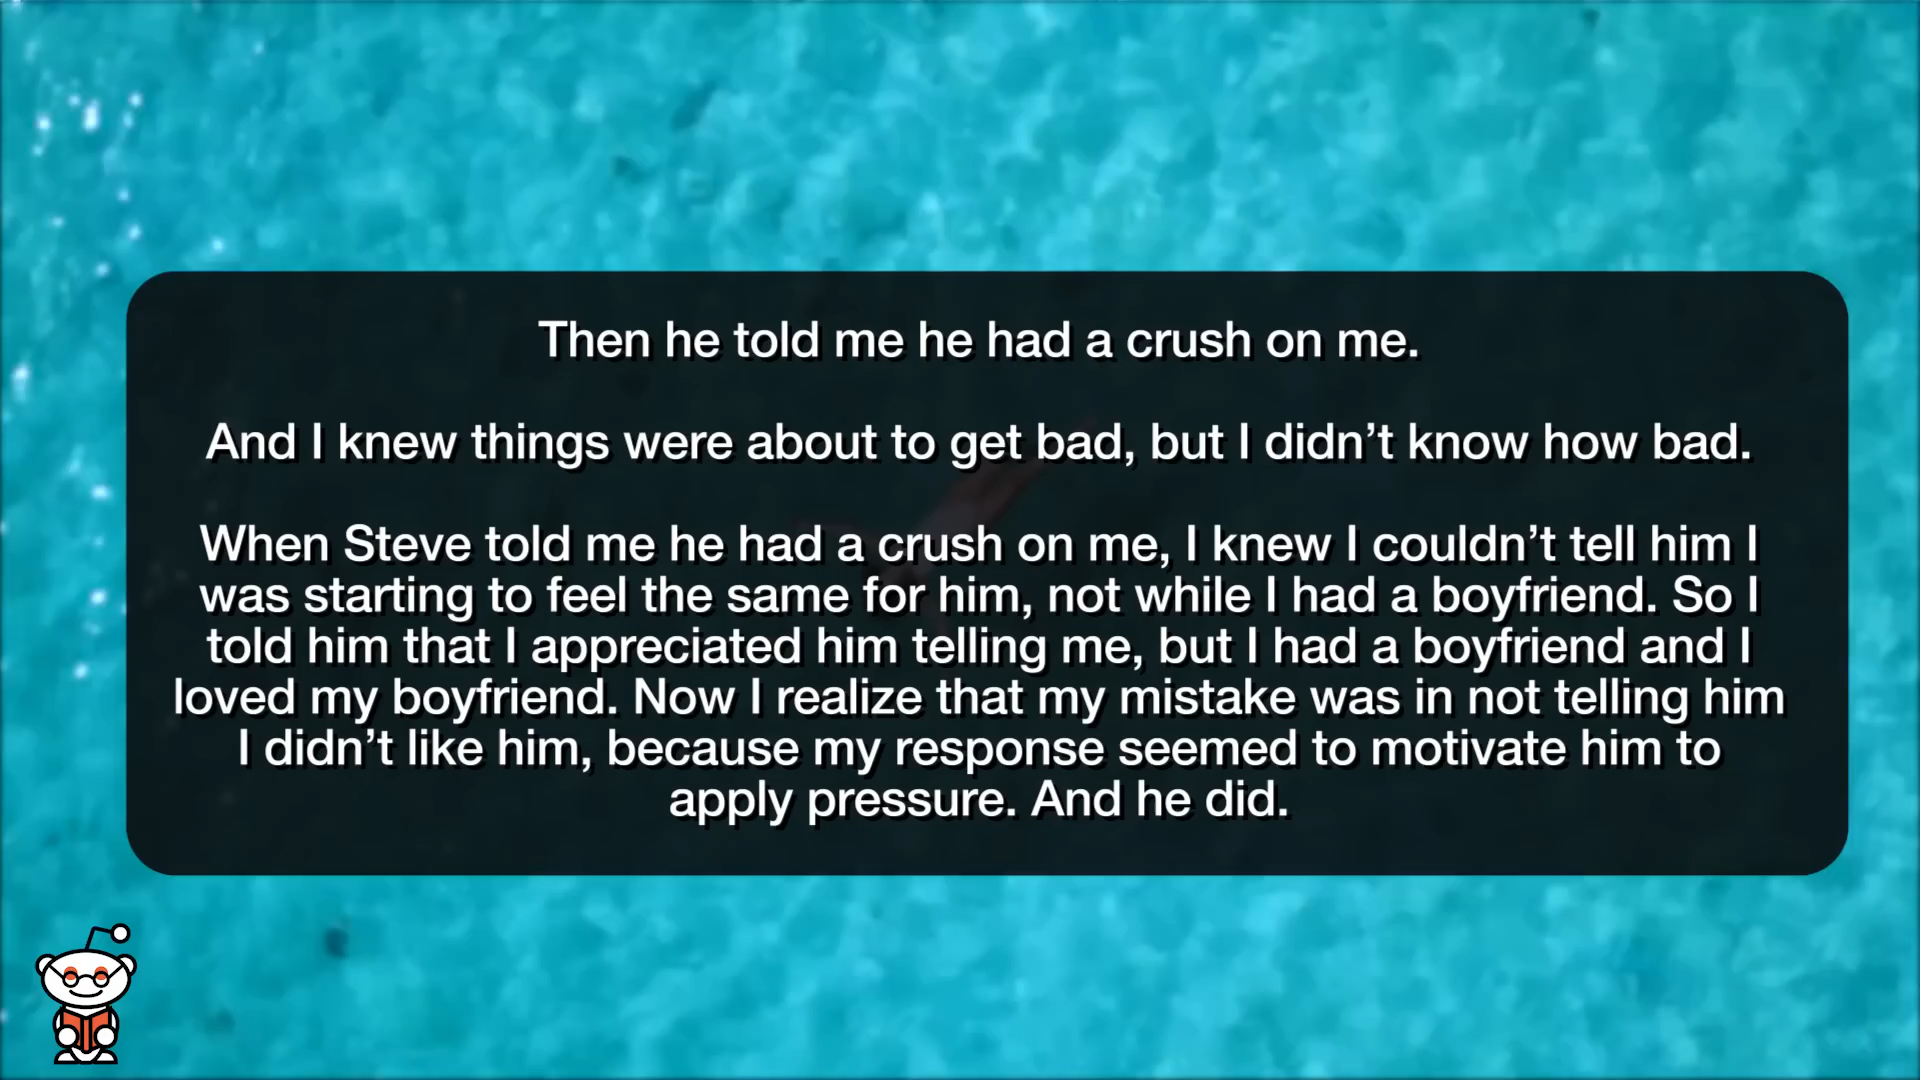 Then he told me he had a crush on me.
And I knew things were about to get bad, but I didn’t know how bad.
When Steve told me he had a crush on me, I knew I couldn’t tell him I
was starting to feel the same for him, not while I had a boyfriend. So I
told him that I appreciated him telling me, but I had a boyfriend and I
loved my boyfriend. Now I realize that my mistake was in not telling him
I didn’t like him, because my response seemed to motivate him to
apply pressure. And he did.